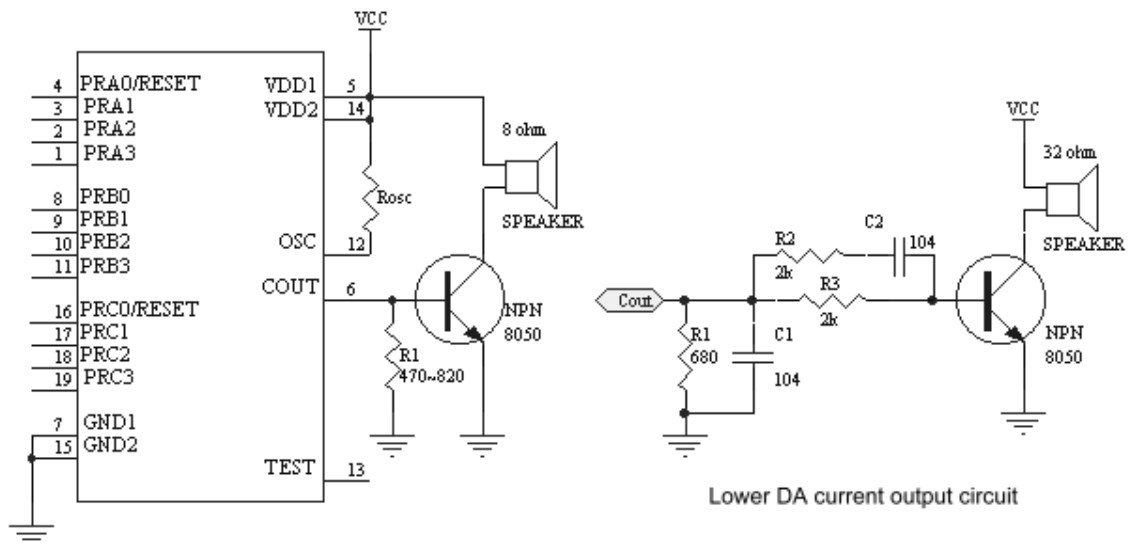 VCC
4 PRA0/RESET
3 PRA1
2 PRA2
1 PRA3
8 PRB0
9 PRB1
10 PRB2
11 PRB3
16 PRC0/RESET
17 PRC1
18 PRC2
19 PRC3
7 GND1
15 GND2
VDD1 5
VDD2 14
OSC 12
COUT 6
TEST 13
Rosc
8 ohm
SPEAKER
NPN
8050
R1
470~820
VCC
32 ohm
SPEAKER
C2
104
R2
2k
R3
2k
Cout
R1
680
C1
104
NPN
8050
Lower DA current output circuit